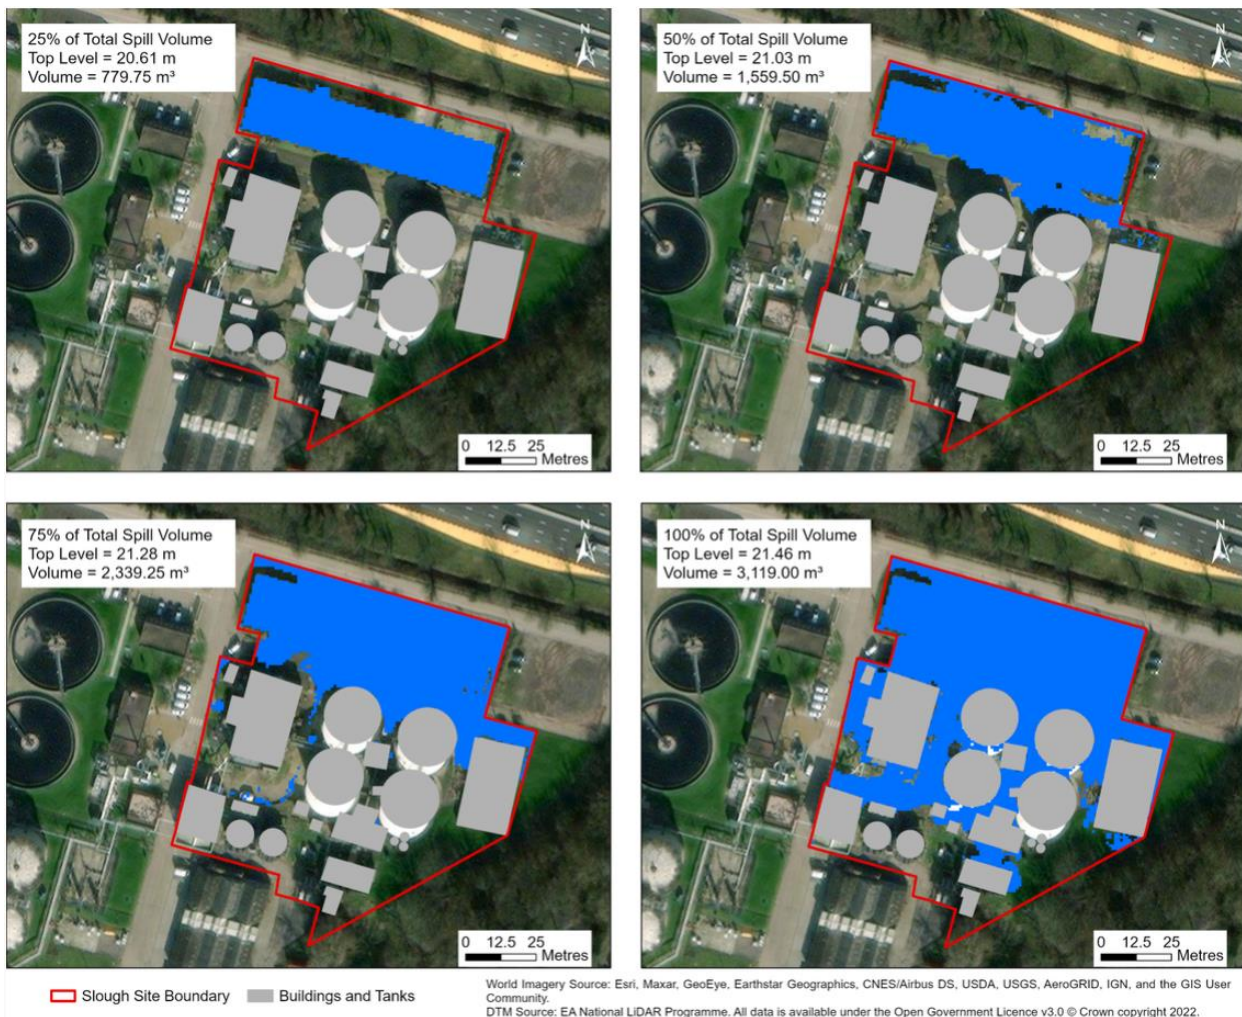 25% of Total Spill Volume
Top Level = 20.61 m
Volume = 779.75 m³
N
0 12.5 25
Metres
50% of Total Spill Volume
Top Level = 21.03 m
Volume = 1,559.50 m³
N
0 12.5 25
Metres
75% of Total Spill Volume
Top Level = 21.28 m
Volume = 2,339.25 m³
N
0 12.5 25
Metres
100% of Total Spill Volume
Top Level = 21.46 m
Volume = 3,119.00 m³
N
0 12.5 25
Metres
Slough Site Boundary
Buildings and Tanks
World Imagery Source: Esri, Maxar, GeoEye, Earthstar Geographics, CNES/Airbus DS, USDA, USGS, AeroGRID, IGN, and the GIS User
Community.
DTM Source: EA National LiDAR Programme. All data is available under the Open Government Licence v3.0 © Crown copyright 2022.